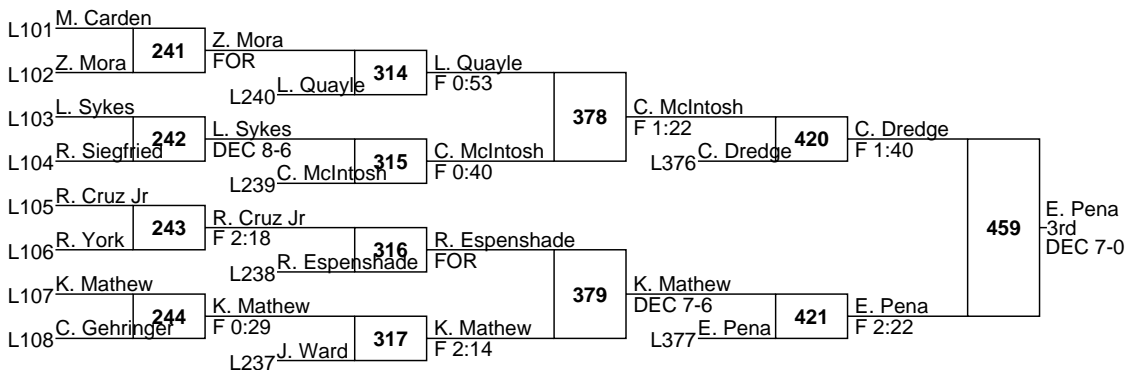 M. Carden
L101
241
Z. Mora
FOR
L102 Z. Mora
314
L. Quayle
F 0:53
L240 L. Quayle
L103 L. Sykes
378
C. McIntosh
F 1:22
242
L. Sykes
DEC 8-6
420
C. Dredge
F 1:40
L104 R. Siegfried
315
C. McIntosh
F 0:40
L376 C. Dredge
L239 C. McIntosh
L105 R. Cruz Jr
459
E. Pena
3rd
DEC 7-0
243
R. Cruz Jr
F 2:18
L106 R. York
316
R. Espenshade
FOR
L238 R. Espenshade
L107 K. Mathew
379
K. Mathew
DEC 7-6
244
K. Mathew
F 0:29
421
E. Pena
F 2:22
L108 C. Gehringer
317
K. Mathew
F 2:14
L377 E. Pena
L237 J. Ward